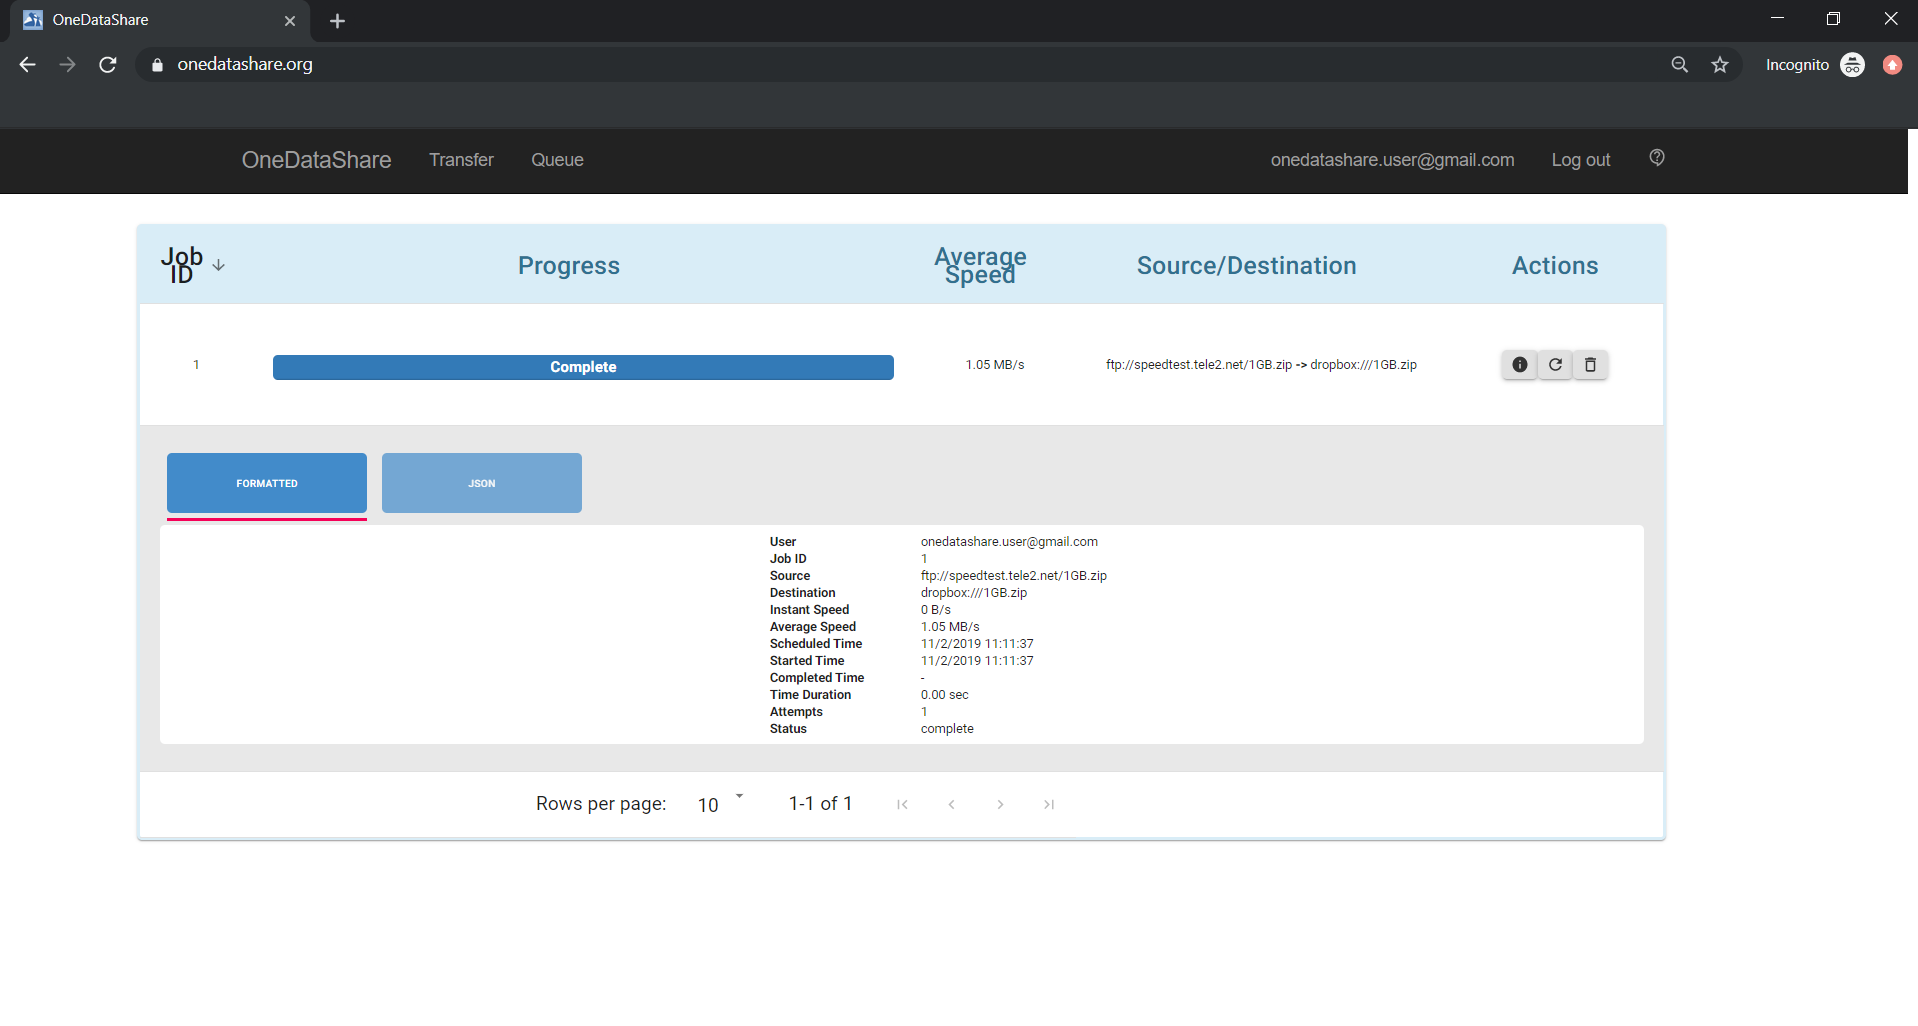 OneDataShare
onedatashare.org
Incognito
OneDataShare Transfer Queue onedatashare.user@gmail.com Log out
Job ID Progress Average Speed Source/Destination Actions
1 Complete 1.05 MB/s ftp://speedtest.tele2.net/1GB.zip -> dropbox:///1GB.zip
FORMATTED JSON
User onedatashare.user@gmail.com
Job ID 1
Source ftp://speedtest.tele2.net/1GB.zip
Destination dropbox:///1GB.zip
Instant Speed 0 B/s
Average Speed 1.05 MB/s
Scheduled Time 11/2/2019 11:11:37
Started Time 11/2/2019 11:11:37
Completed Time -
Time Duration 0.00 sec
Attempts 1
Status complete
Rows per page: 10 1-1 of 1